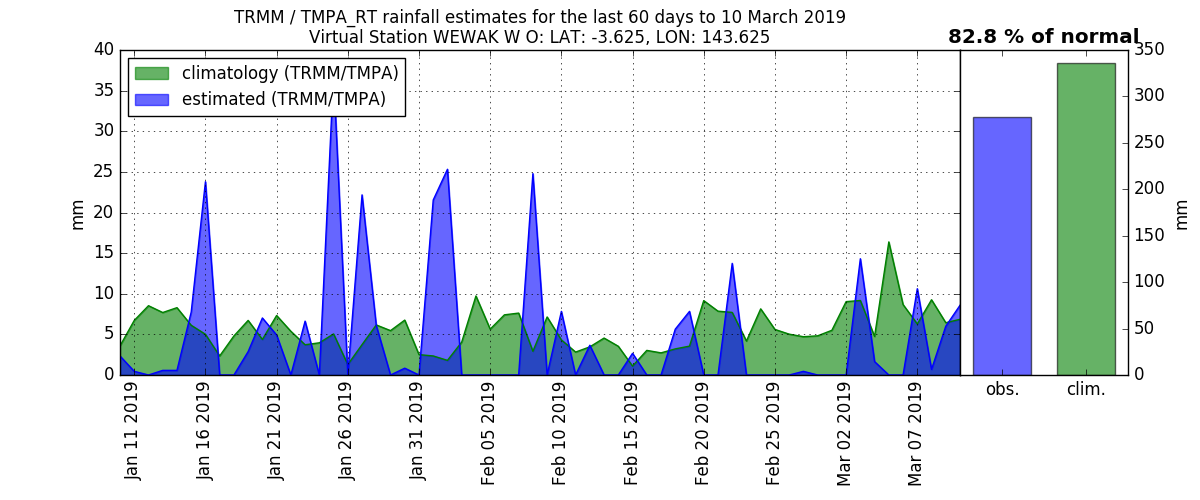 TRMM / TMPA_RT rainfall estimates for the last 60 days to 10 March 2019
Virtual Station WEWAK W O: LAT: -3.625, LON: 143.625
82.8 % of normal
climatology (TRMM/TMPA)
estimated (TRMM/TMPA)
mm
40
35
30
25
20
15
10
5
0
Jan 11 2019
Jan 16 2019
Jan 21 2019
Jan 26 2019
Jan 31 2019
Feb 05 2019
Feb 10 2019
Feb 15 2019
Feb 20 2019
Feb 25 2019
Mar 02 2019
Mar 07 2019
obs.
clim.
350
300
250
200
150
100
50
0
mm